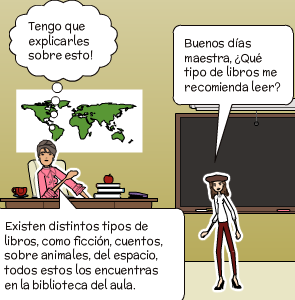 Tengo que
explicarles
sobre esto!
Buenos días
maestra, ¿Qué
tipo de libros me
recomienda leer?
Existen distintos tipos de
libros, como ficción, cuentos,
sobre animales, del espacio,
todos estos los encuentras
en la biblioteca del aula.